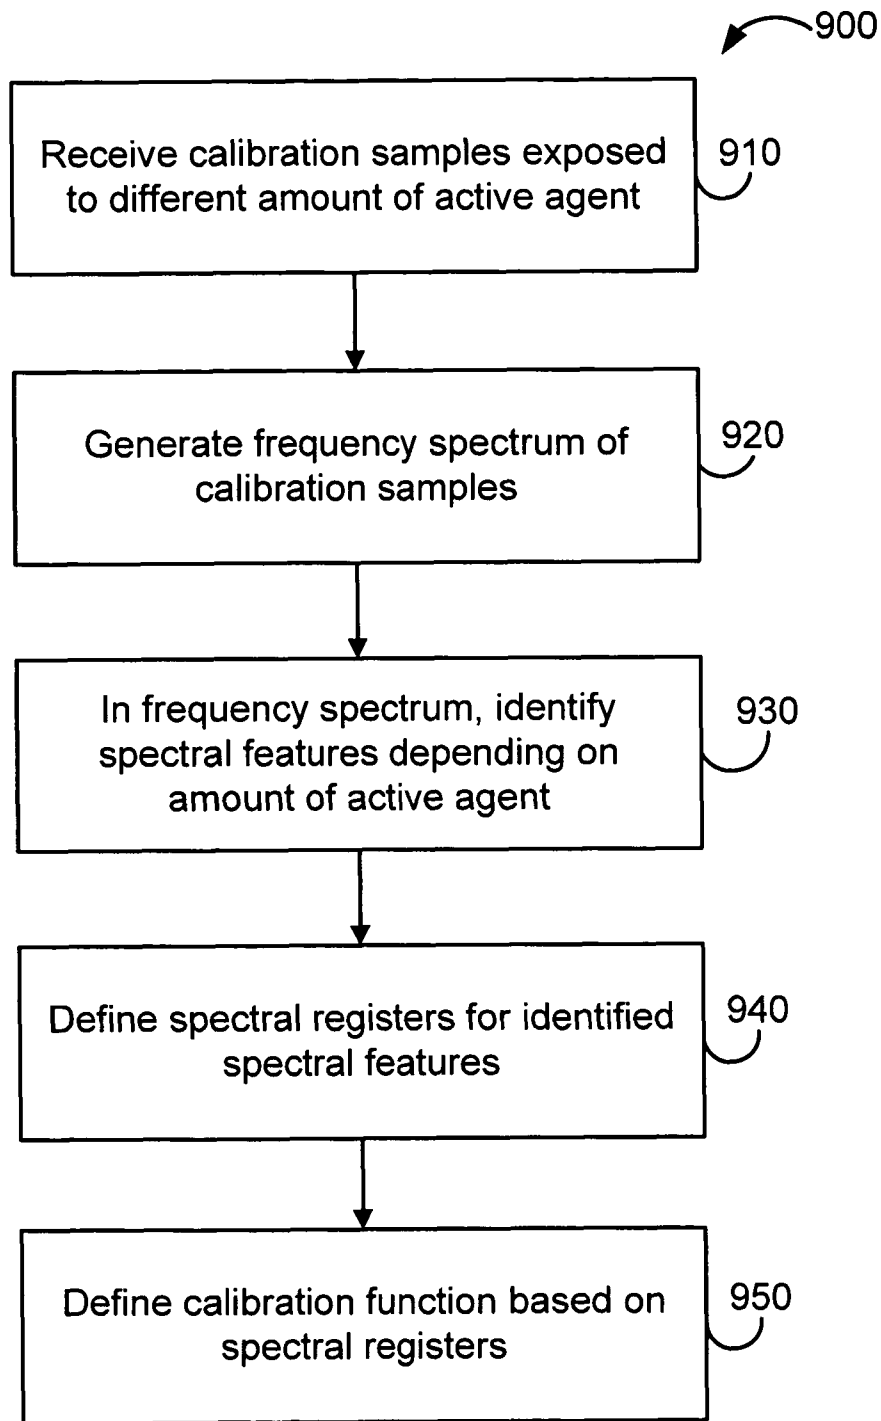 900
Receive calibration samples exposed
to different amount of active agent
910
Generate frequency spectrum of
calibration samples
920
In frequency spectrum, identify
spectral features depending on
amount of active agent
930
Define spectral registers for identified
spectral features
940
Define calibration function based on
spectral registers
950